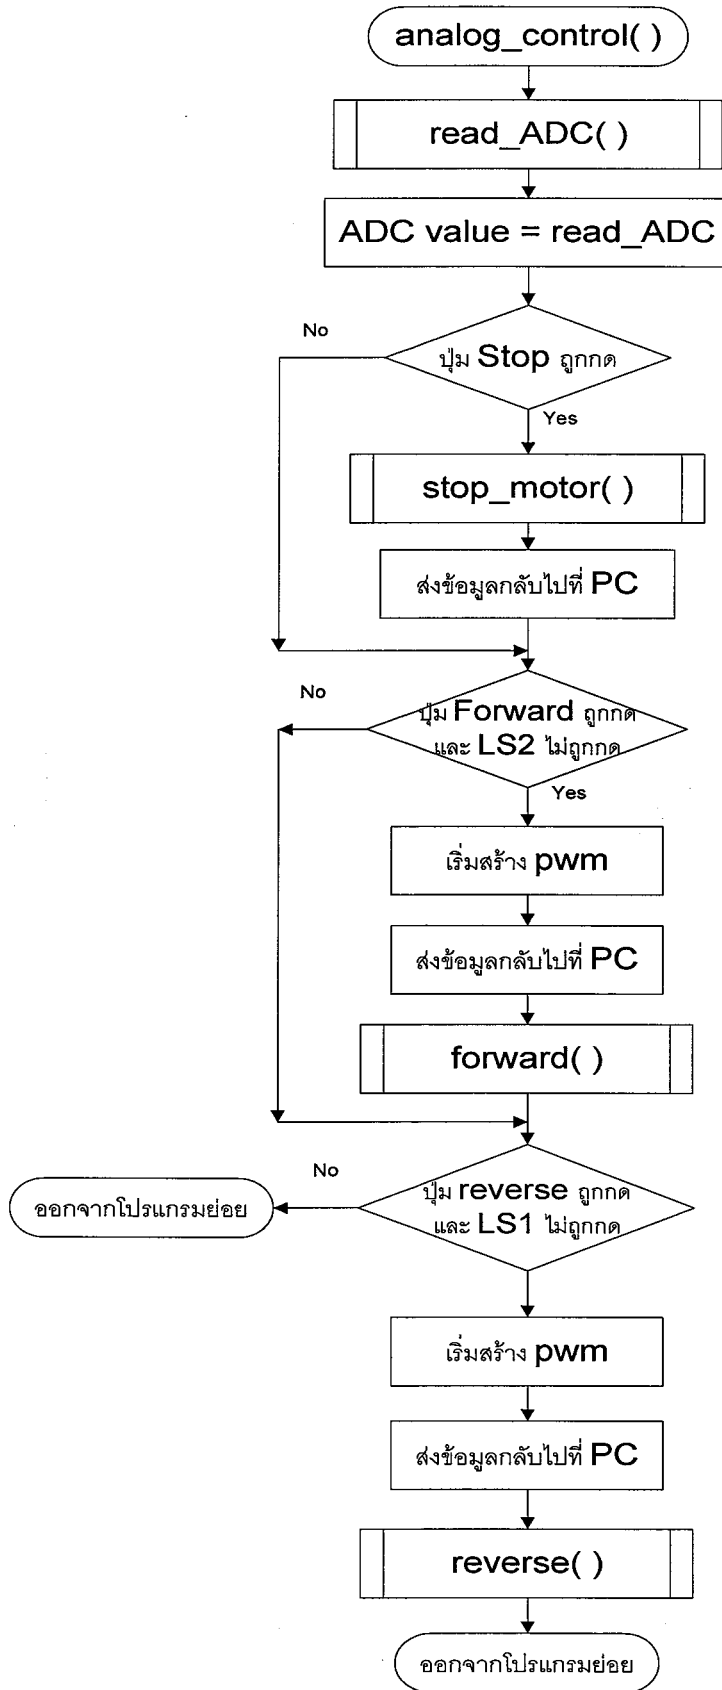 analog_control( )
read_ADC( )
ADC value = read_ADC
No
ปุ่ม Stop ถูกกด
Yes
stop_motor( )
ส่งข้อมูลกลับไปที่ PC
No
ปุ่ม Forward ถูกกด
และ LS2 ไม่ถูกกด
Yes
เริ่มสร้าง pwm
ส่งข้อมูลกลับไปที่ PC
forward( )
No
ปุ่ม reverse ถูกกด
และ LS1 ไม่ถูกกด
ออกจากโปรแกรมย่อย
เริ่มสร้าง pwm
ส่งข้อมูลกลับไปที่ PC
reverse( )
ออกจากโปรแกรมย่อย